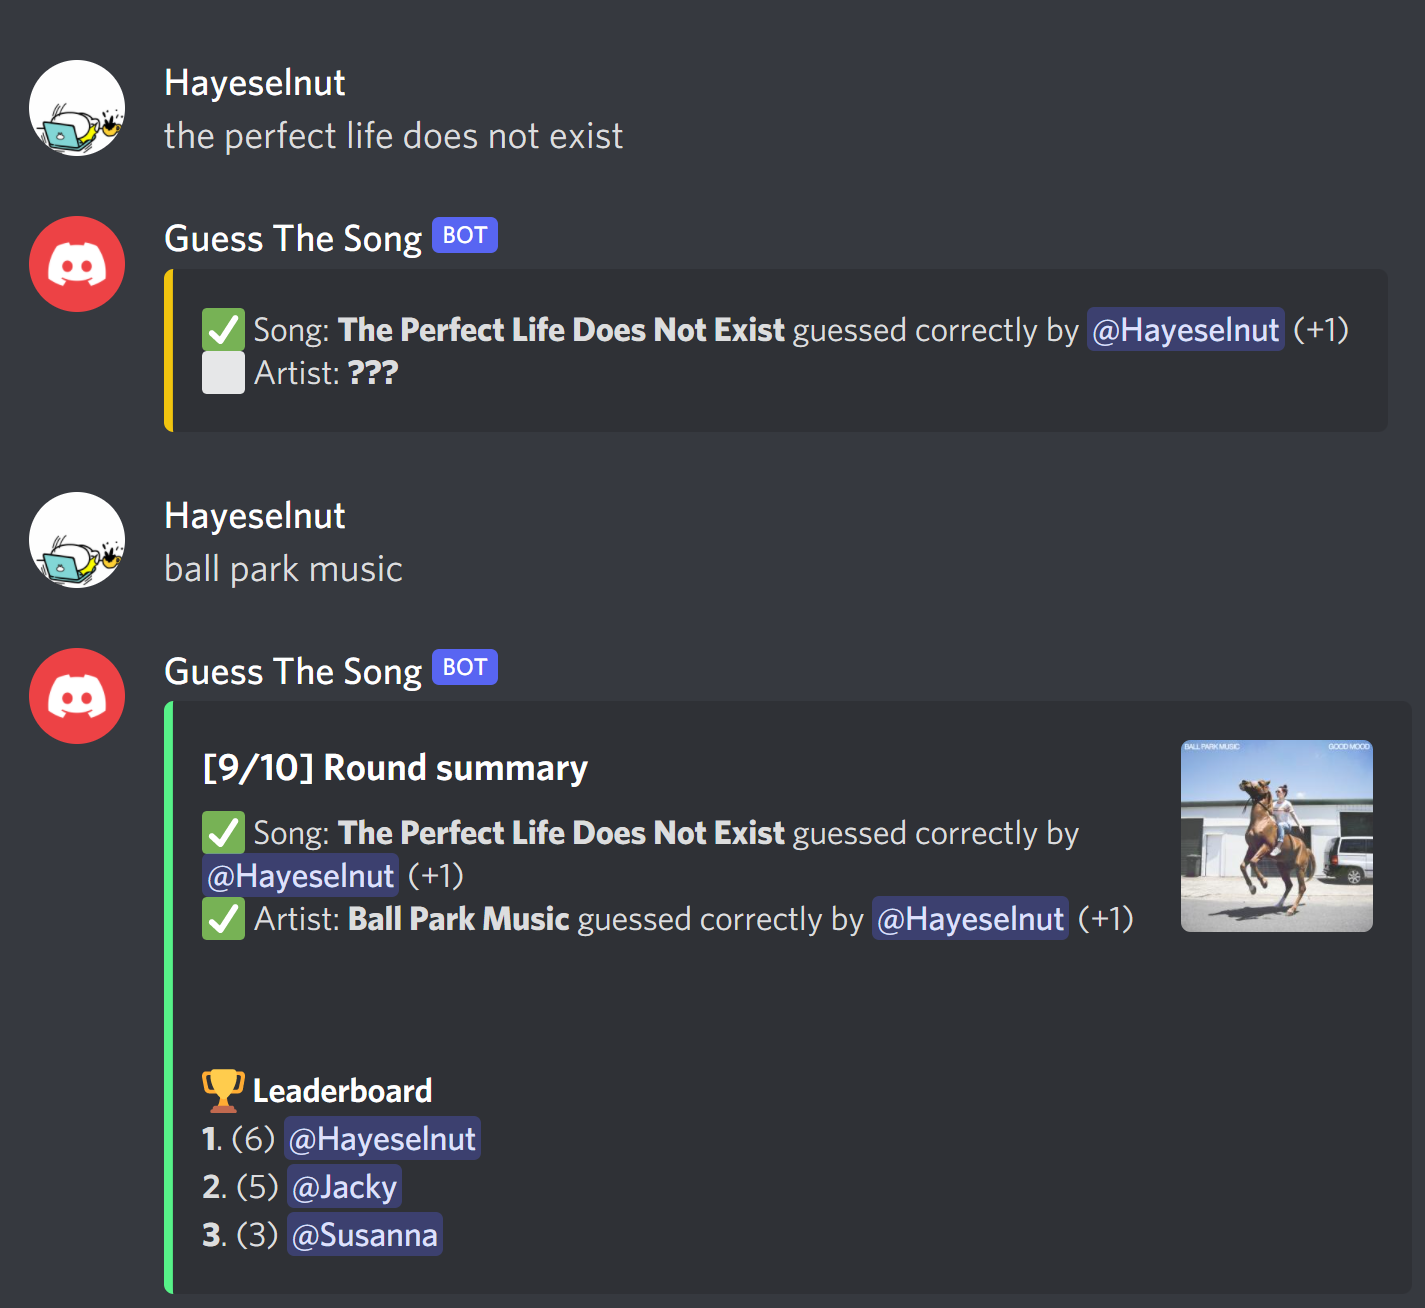 Hayeselnut
the perfect life does not exist
Guess The Song BOT
Song: The Perfect Life Does Not Exist guessed correctly by @Hayeselnut (+1)
Artist: ???
Hayeselnut
ball park music
Guess The Song BOT
[9/10] Round summary
BALL PARK MUSIC GOOD MOOD
Song: The Perfect Life Does Not Exist guessed correctly by
@Hayeselnut (+1)
Artist: Ball Park Music guessed correctly by @Hayeselnut (+1)
Leaderboard
1. (6) @Hayeselnut
2. (5) @Jacky
3. (3) @Susanna